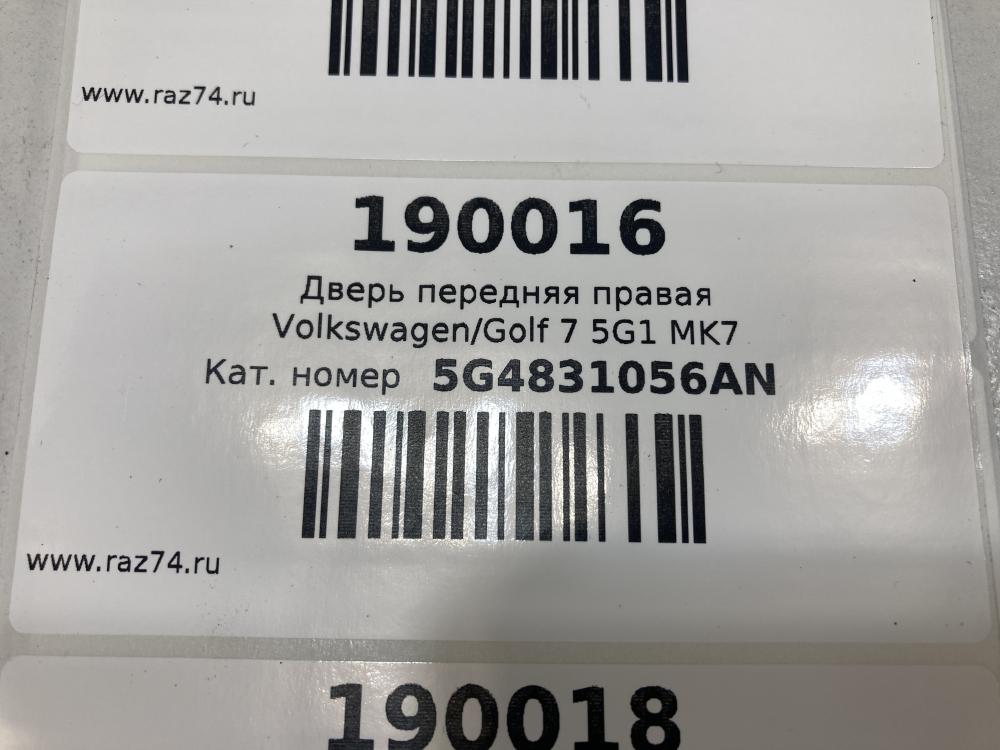 www.raz74.ru
190016
Дверь передняя правая
Volkswagen/Golf 7 5G1 MK7
Кат. номер 5G4831056AN
www.raz74.ru
190018